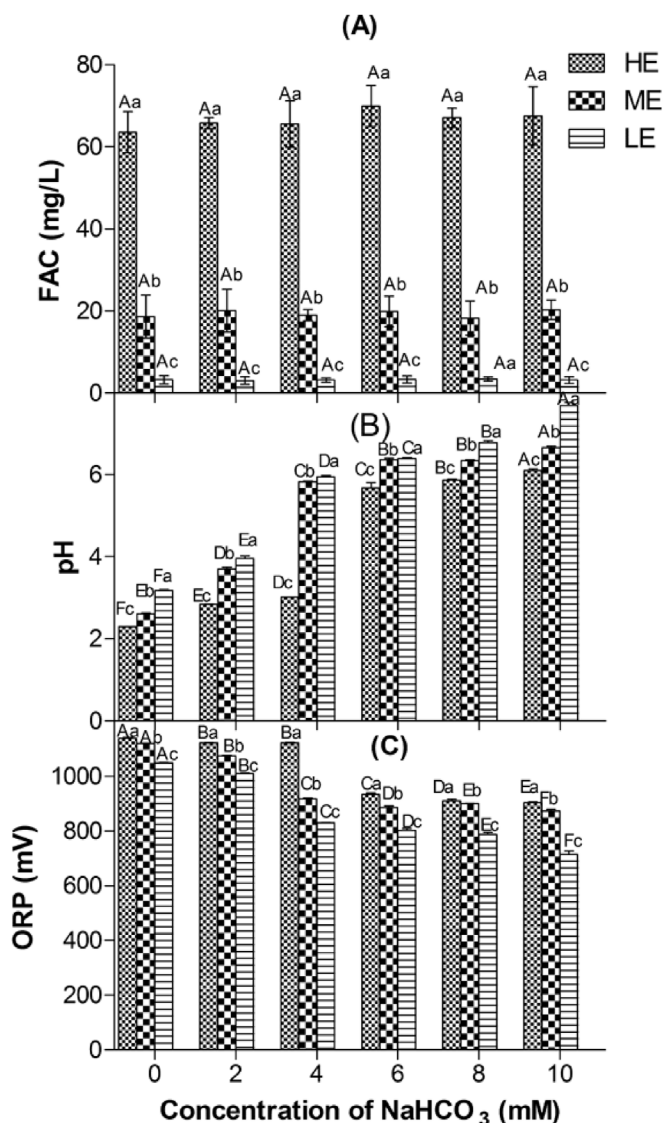 (A)
HE
ME
LE
FAC (mg/L)
80
60
40
20
0
Aa Aa Aa Aa Aa Aa
Ab Ab Ab Ab Ab Ab
Ac Ac Ac Ac Aa Ac
(B)
pH
6
4
2
0
Fc Eb Fa Ec Db Ea Dc Cb Da Cc Bb Ca Bc Bb Ba Ac Ab Aa
(C)
ORP (mV)
1000
800
600
400
200
0
Aa Ab Ac Ba Bb Bc Ba Cb Cc Ca Db Dc Da Eb Ec Ea Fb Fc
0 2 4 6 8 10
Concentration of NaHCO3 (mM)